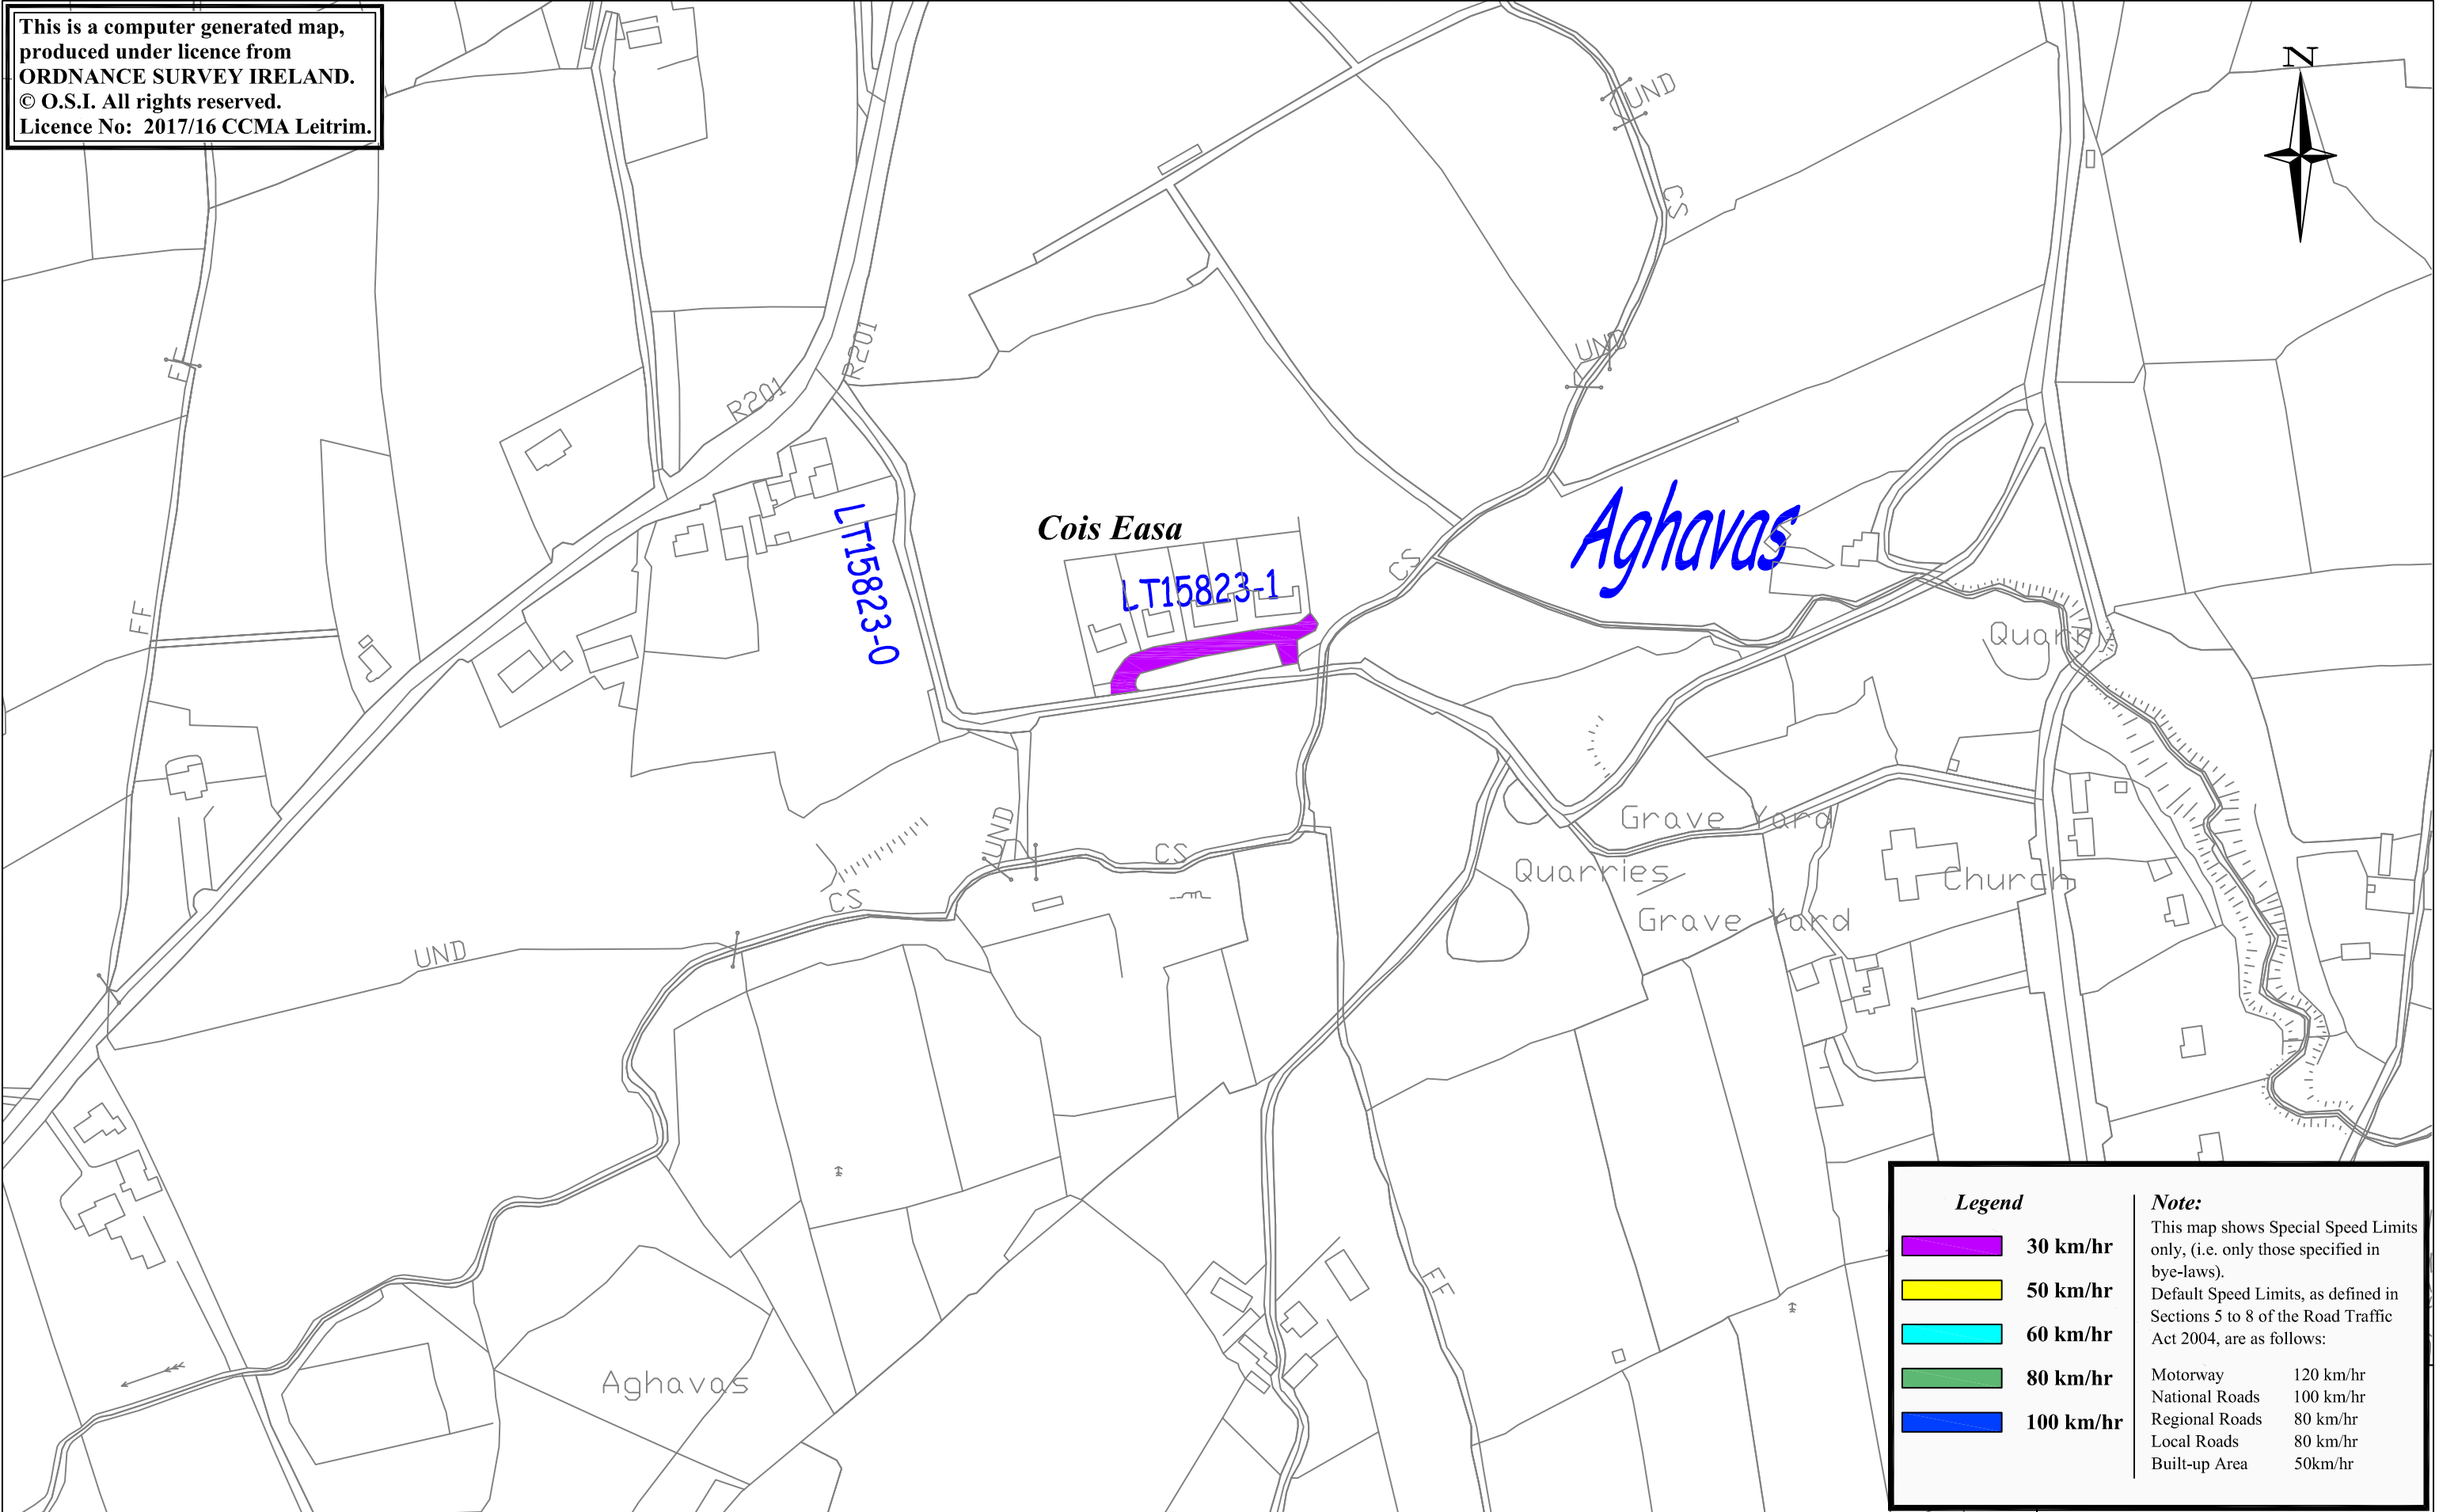 This is a computer generated map,
produced under licence from
ORDNANCE SURVEY IRELAND.
© O.S.I. All rights reserved.
Licence No: 2017/16 CCMA Leitrim.
N
UND
CS
R201
UND
FF
R201
Aghavas
LT15823-0
Cois Easa
LT15823-1
CS
FF
Quarry
Grave Yard
UND
CS
Quarries
Church
CS
Grave Yard
UND
FF
Aghavas
Legend
30 km/hr
50 km/hr
60 km/hr
80 km/hr
100 km/hr
Note:
This map shows Special Speed Limits
only, (i.e. only those specified in
bye-laws).
Default Speed Limits, as defined in
Sections 5 to 8 of the Road Traffic
Act 2004, are as follows:
Motorway 120 km/hr
National Roads 100 km/hr
Regional Roads 80 km/hr
Local Roads 80 km/hr
Built-up Area 50km/hr